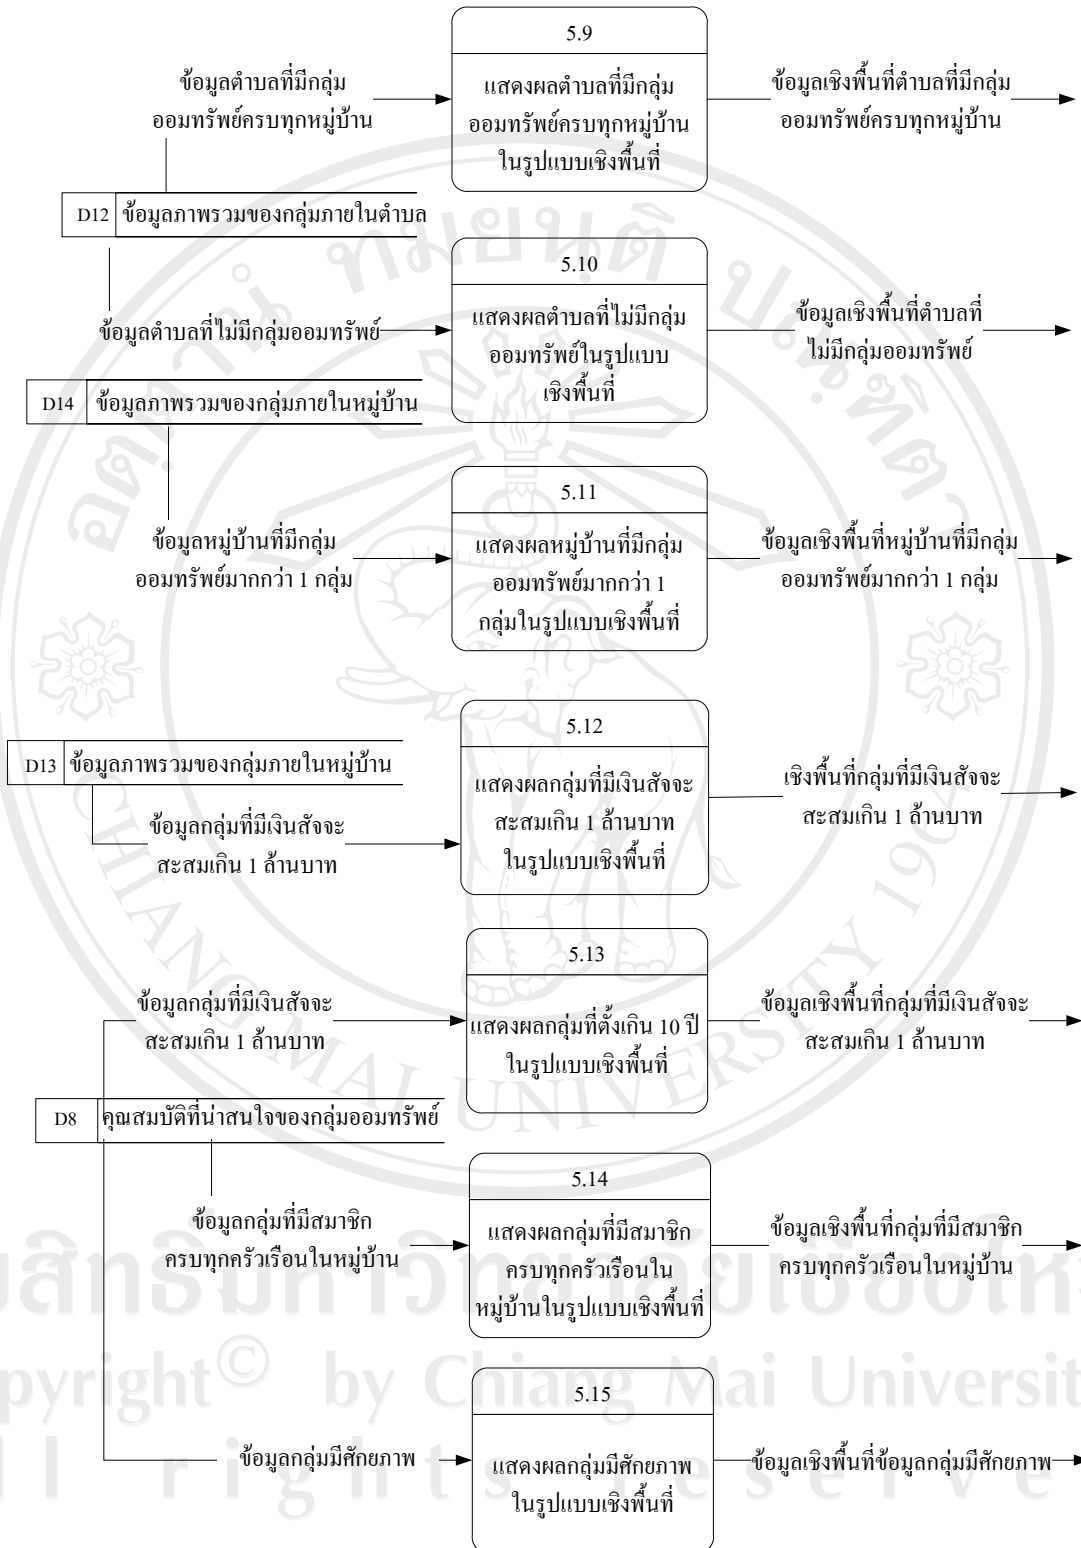 5.9
ข้อมูลตำบลที่มีกลุ่ม
ออมทรัพย์ครบทุกหมู่บ้าน
แสดงผลตำบลที่มีกลุ่ม
ออมทรัพย์ครบทุกหมู่บ้าน
ในรูปแบบเชิงพื้นที่
ข้อมูลเชิงพื้นที่ตำบลที่มีกลุ่ม
ออมทรัพย์ครบทุกหมู่บ้าน
D12 ข้อมูลภาพรวมของกลุ่มภายในตำบล
5.10
ข้อมูลตำบลที่ไม่มีกลุ่มออมทรัพย์
แสดงผลตำบลที่ไม่มีกลุ่ม
ออมทรัพย์ในรูปแบบ
เชิงพื้นที่
ข้อมูลเชิงพื้นที่ตำบลที่
ไม่มีกลุ่มออมทรัพย์
D14 ข้อมูลภาพรวมของกลุ่มภายในหมู่บ้าน
5.11
ข้อมูลหมู่บ้านที่มีกลุ่ม
ออมทรัพย์มากกว่า 1 กลุ่ม
แสดงผลหมู่บ้านที่มีกลุ่ม
ออมทรัพย์มากกว่า 1
กลุ่มในรูปแบบเชิงพื้นที่
ข้อมูลเชิงพื้นที่หมู่บ้านที่มีกลุ่ม
ออมทรัพย์มากกว่า 1 กลุ่ม
5.12
D13 ข้อมูลภาพรวมของกลุ่มภายในหมู่บ้าน
ข้อมูลกลุ่มที่มีเงินสัจจะ
สะสมเกิน 1 ล้านบาท
แสดงผลกลุ่มที่มีเงินสัจจะ
สะสมเกิน 1 ล้านบาท
ในรูปแบบเชิงพื้นที่
เชิงพื้นที่กลุ่มที่มีเงินสัจจะ
สะสมเกิน 1 ล้านบาท
5.13
ข้อมูลกลุ่มที่มีเงินสัจจะ
สะสมเกิน 1 ล้านบาท
แสดงผลกลุ่มที่ตั้งเกิน 10 ปี
ในรูปแบบเชิงพื้นที่
ข้อมูลเชิงพื้นที่กลุ่มที่มีเงินสัจจะ
สะสมเกิน 1 ล้านบาท
D8 คุณสมบัติที่น่าสนใจของกลุ่มออมทรัพย์
5.14
ข้อมูลกลุ่มที่มีสมาชิก
ครบทุกครัวเรือนในหมู่บ้าน
แสดงผลกลุ่มที่มีสมาชิก
ครบทุกครัวเรือนใน
หมู่บ้านในรูปแบบเชิงพื้นที่
ข้อมูลเชิงพื้นที่กลุ่มที่มีสมาชิก
ครบทุกครัวเรือนในหมู่บ้าน
5.15
ข้อมูลกลุ่มมีศักยภาพ
แสดงผลกลุ่มมีศักยภาพ
ในรูปแบบเชิงพื้นที่
ข้อมูลเชิงพื้นที่ข้อมูลกลุ่มมีศักยภาพ
CHIANG MAI UNIVERSITY 1964
pyright© by Chiang Mai Universit
ll rights reserve